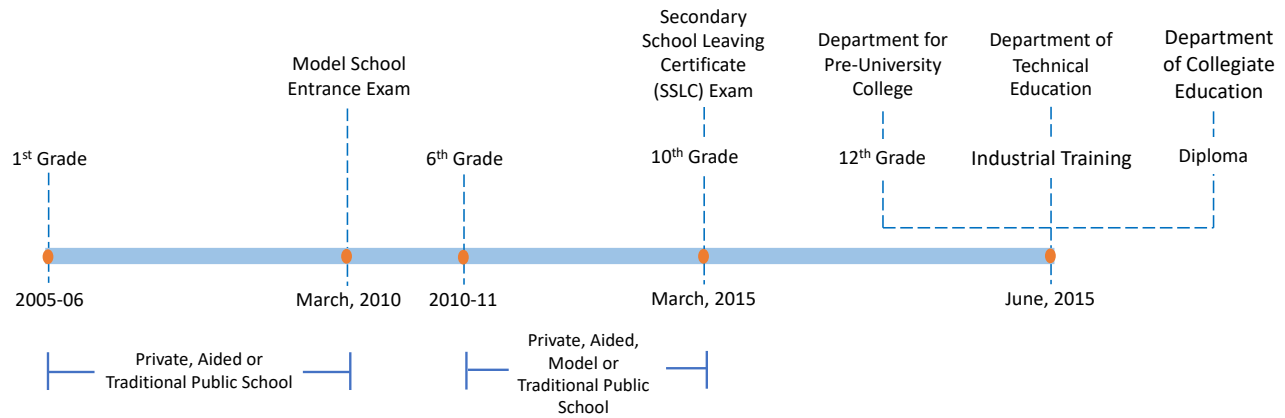 Model School
Entrance Exam
Secondary
School Leaving
Certificate
(SSLC) Exam
Department for
Pre-University
College
Department of
Technical
Education
Department
of Collegiate
Education
1st Grade
6th Grade
10th Grade
12th Grade
Industrial Training
Diploma
2005-06
March, 2010
2010-11
March, 2015
June, 2015
Private, Aided or
Traditional Public School
Private, Aided,
Model or
Traditional Public
School